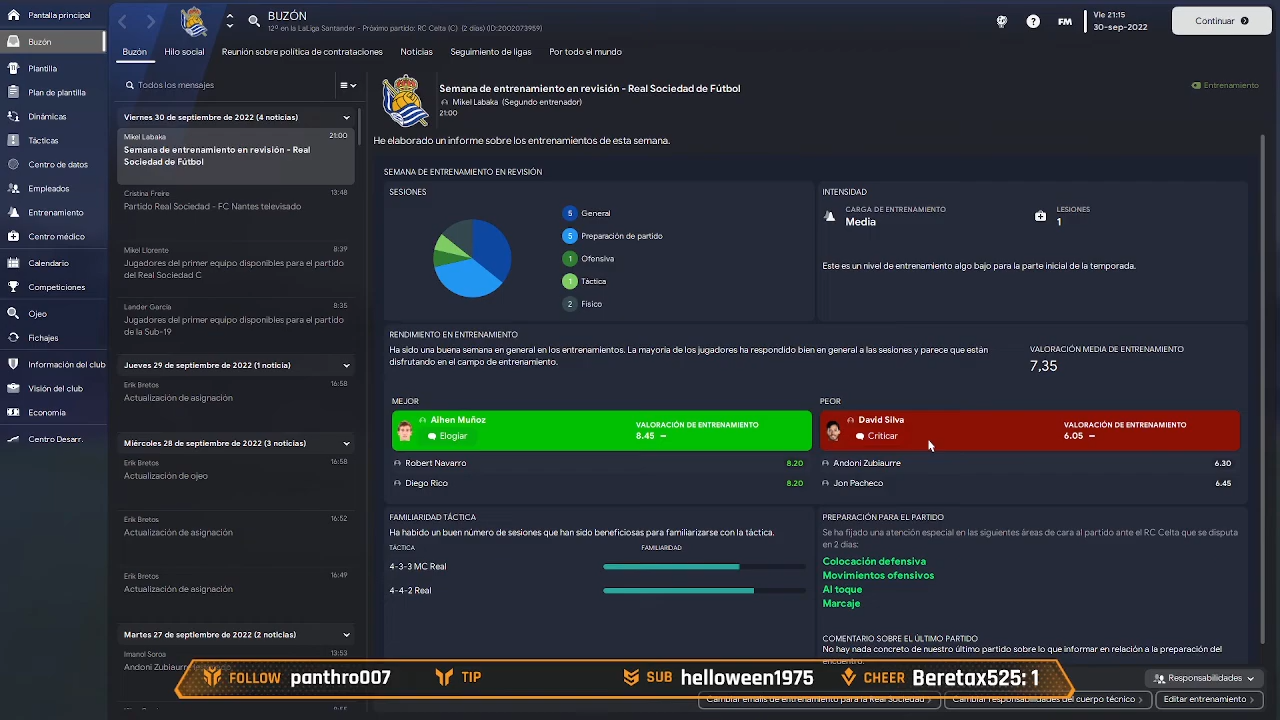 Principal
Buzón
Plantilla
Plan de plantilla
Dinámicas
Tácticas
Centro de datos
Empleados
Entrenamiento
Centro médico
Calendario
Competiciones
Ojeo
Fichajes
Información del club
Visión del club
Economía
Centro Desarr.
BUZÓN
12º en la LaLiga Santander - Próximo partido: RC Celta (C) (2 días) (ID:2002073959)
FM
Vie 21:15
30-sep-2022
Continuar
Buzón
Hilo social
Reunión sobre política de contrataciones
Noticias
Seguimiento de ligas
Por todo el mundo
Todos los mensajes
Viernes 30 de septiembre de 2022 (4 noticias)
Mikel Labaka 21:00
Semana de entrenamiento en revisión - Real
Sociedad de Fútbol
Cristina Freire 13:48
Partido Real Sociedad - FC Nantes televisado
Mikel Llorente 8:39
Jugadores del primer equipo disponibles para el partido
del Real Sociedad C
Lander García 8:35
Jugadores del primer equipo disponibles para el partido
de la Sub-19
Jueves 29 de septiembre de 2022 (1 noticia)
Erik Bretos 16:58
Actualización de asignación
Miércoles 28 de septiembre de 2022 (3 noticias)
Erik Bretos 16:58
Actualización de ojeo
Erik Bretos 16:52
Actualización de asignación
Erik Bretos 16:49
Actualización de asignación
Martes 27 de septiembre de 2022 (2 noticias)
Imanol Soroa 13:53
Andoni Zubiaurre
Semana de entrenamiento en revisión - Real Sociedad de Fútbol
Mikel Labaka (Segundo entrenador)
21:00
Entrenamiento
He elaborado un informe sobre los entrenamientos de esta semana.
SEMANA DE ENTRENAMIENTO EN REVISIÓN
SESIONES
5 General
5 Preparación de partido
1 Ofensiva
1 Táctica
2 Físico
INTENSIDAD
CARGA DE ENTRENAMIENTO
Media
LESIONES
1
Este es un nivel de entrenamiento algo bajo para la parte inicial de la temporada.
RENDIMIENTO EN ENTRENAMIENTO
Ha sido una buena semana en general en los entrenamientos. La mayoría de los jugadores ha respondido bien en general a las sesiones y parece que están
disfrutando en el campo de entrenamiento.
VALORACIÓN MEDIA DE ENTRENAMIENTO
7,35
MEJOR
Aihen Muñoz
Elogiar
VALORACIÓN DE ENTRENAMIENTO
8.45 –
Robert Navarro 8.20
Diego Rico 8.20
PEOR
David Silva
Criticar
VALORACIÓN DE ENTRENAMIENTO
6.05 –
Andoni Zubiaurre 6.30
Jon Pacheco 6.45
FAMILIARIDAD TÁCTICA
Ha habido un buen número de sesiones que han sido beneficiosas para familiarizarse con la táctica.
TÁCTICA FAMILIARIDAD
4-3-3 MC Real
4-4-2 Real
PREPARACIÓN PARA EL PARTIDO
Se ha fijado una atención especial en las siguientes áreas de cara al partido ante el RC Celta que se disputa
en 2 días:
Colocación defensiva
Movimientos ofensivos
Al toque
Marcaje
COMENTARIO SOBRE EL ÚLTIMO PARTIDO
No hay nada concreto de nuestro último partido sobre lo que informar en relación a la preparación del
encuentro.
FOLLOW panthro007
TIP
SUB helloween1975
CHEER Beretax525: 1
Responsabilidades
Cambiar emails de entrenamiento para la Real Sociedad
Cambiar responsabilidades del cuerpo técnico
Editar entrenamiento